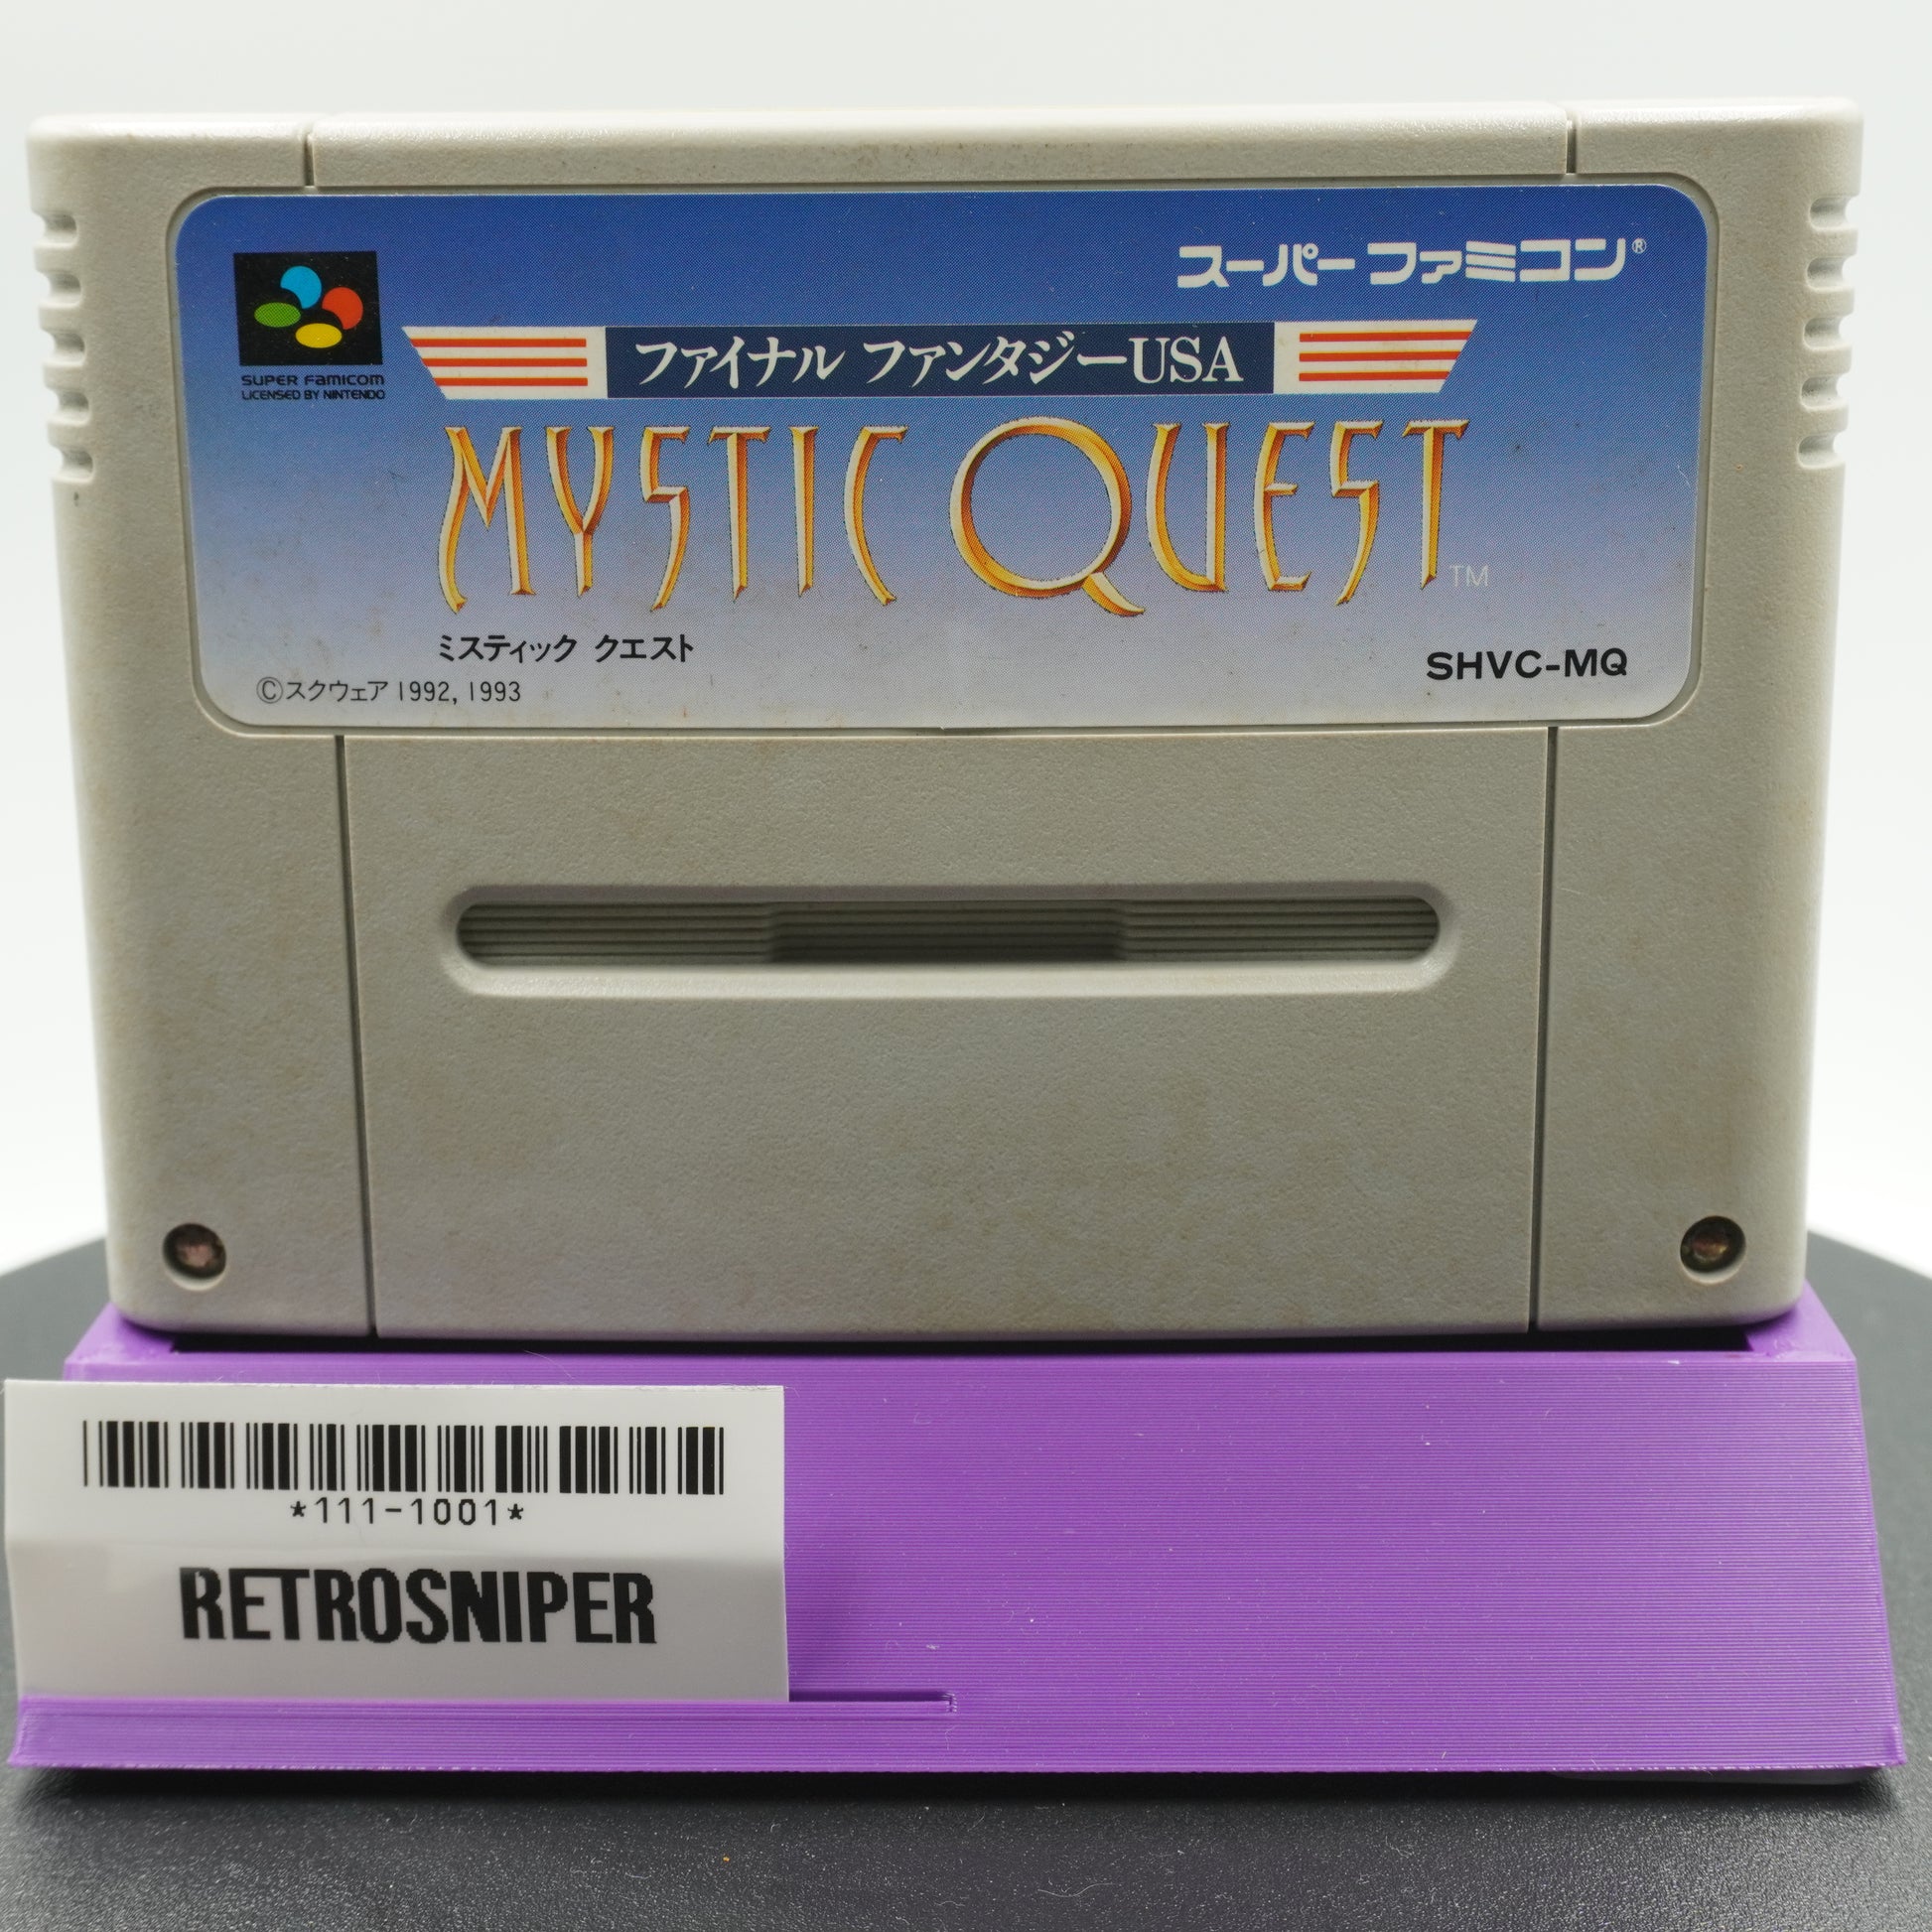 スーパーファミコン®
SUPER FAMICOM
LICENSED BY NINTENDO
ファイナル ファンタジーUSA
MYSTIC QUEST™
ミスティック クエスト
SHVC-MQ
©スクウェア 1992, 1993
*111-1001*
RETROSNIPER